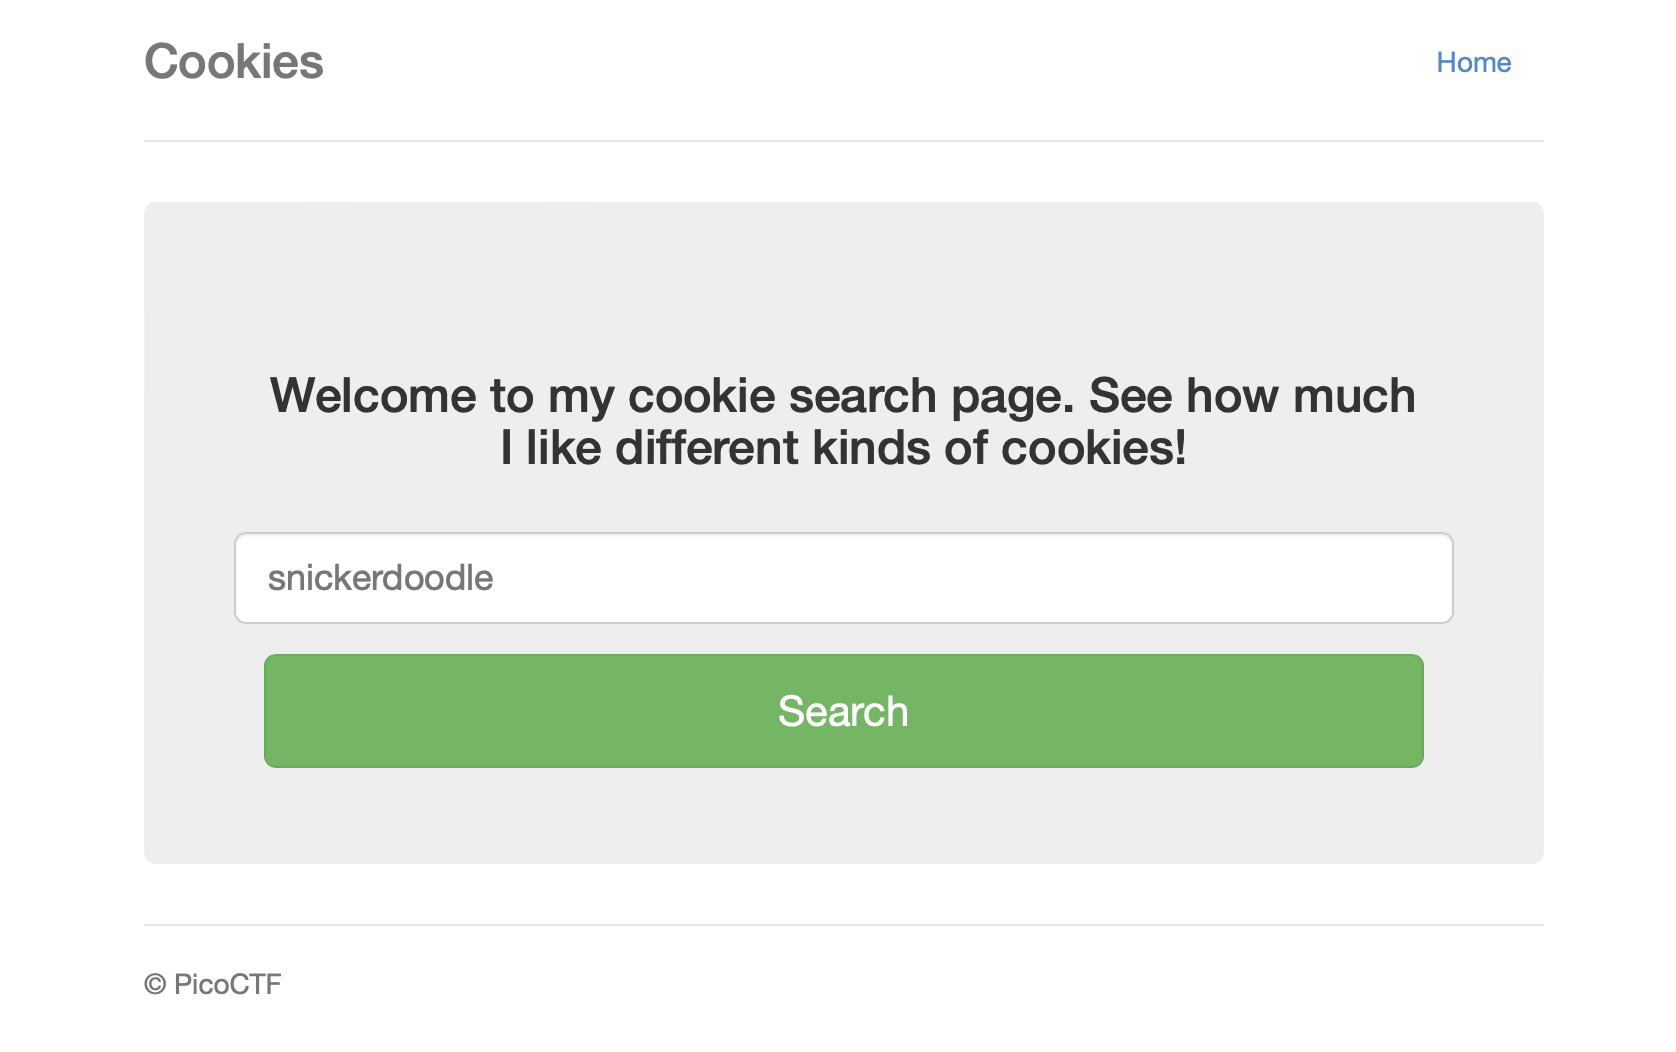 Cookies
Home
Welcome to my cookie search page. See how much
I like different kinds of cookies!
snickerdoodle
Search
© PicoCTF